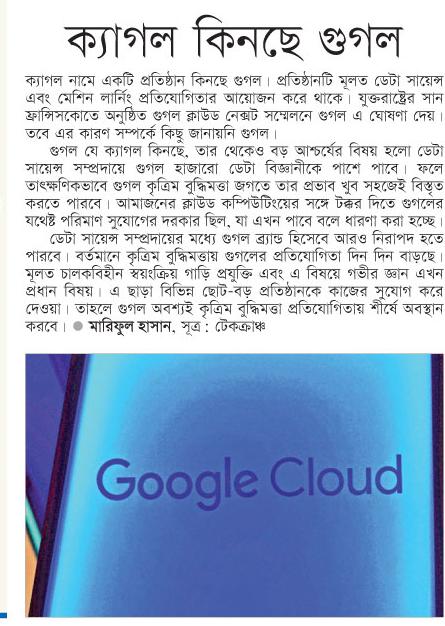 ক্যাগল কিনছে গুগল
ক্যাগল নামে একটি প্রতিষ্ঠান কিনছে গুগল। প্রতিষ্ঠানটি মূলত ডেটা সায়েন্স
এবং মেশিন লার্নিং প্রতিযোগিতার আয়োজন করে থাকে। যুক্তরাষ্ট্রের সান
ফ্রান্সিসকোতে অনুষ্ঠিত গুগল ক্লাউড নেক্সট সম্মেলনে গুগল এ ঘোষণা দেয়।
তবে এর কারণ সম্পর্কে কিছু জানায়নি গুগল।
গুগল যে ক্যাগল কিনছে, তার থেকেও বড় আশ্চর্যের বিষয় হলো ডেটা
সায়েন্স সম্প্রদায়ে গুগল হাজারো ডেটা বিজ্ঞানীকে পাশে পাবে। ফলে
তাৎক্ষণিকভাবে গুগল কৃত্রিম বুদ্ধিমত্তা জগতে তার প্রভাব খুব সহজেই বিস্তৃত
করতে পারবে। আমাজনের ক্লাউড কম্পিউটিংয়ের সঙ্গে টক্কর দিতে গুগলের
যথেষ্ট পরিমাণ সুযোগের দরকার ছিল, যা এখন পাবে বলে ধারণা করা হচ্ছে।
ডেটা সায়েন্স সম্প্রদায়ের মধ্যে গুগল ব্র্যান্ড হিসেবে আরও নিরাপদ হতে
পারবে। বর্তমানে কৃত্রিম বুদ্ধিমত্তায় গুগলের প্রতিযোগিতা দিন দিন বাড়ছে।
মূলত চালকবিহীন স্বয়ংক্রিয় গাড়ি প্রযুক্তি এবং এ বিষয়ে গভীর জ্ঞান এখন
প্রধান বিষয়। এ ছাড়া বিভিন্ন ছোট-বড় প্রতিষ্ঠানকে কাজের সুযোগ করে
দেওয়া। তাহলে গুগল অবশ্যই কৃত্রিম বুদ্ধিমত্তা প্রতিযোগিতায় শীর্ষে অবস্থান
করবে। ● মারিফুল হাসান, সূত্র : টেকক্রাঞ্চ
Google Cloud